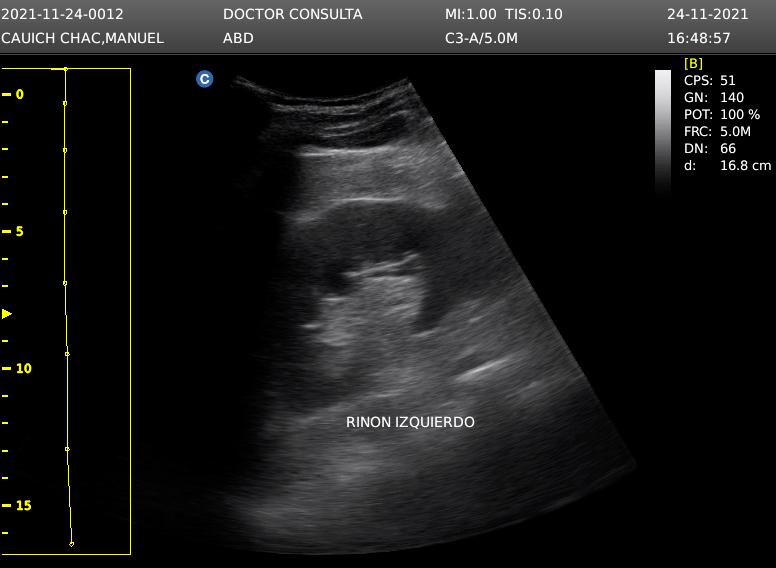 2021-11-24-0012 DOCTOR CONSULTA MI:1.00 TIS:0.10 24-11-2021
CAUICH CHAC,MANUEL ABD C3-A/5.0M 16:48:57
[B]
CPS: 51
GN: 140
POT: 100 %
FRC: 5.0M
DN: 66
d: 16.8 cm
C
0
5
10
15
RINON IZQUIERDO